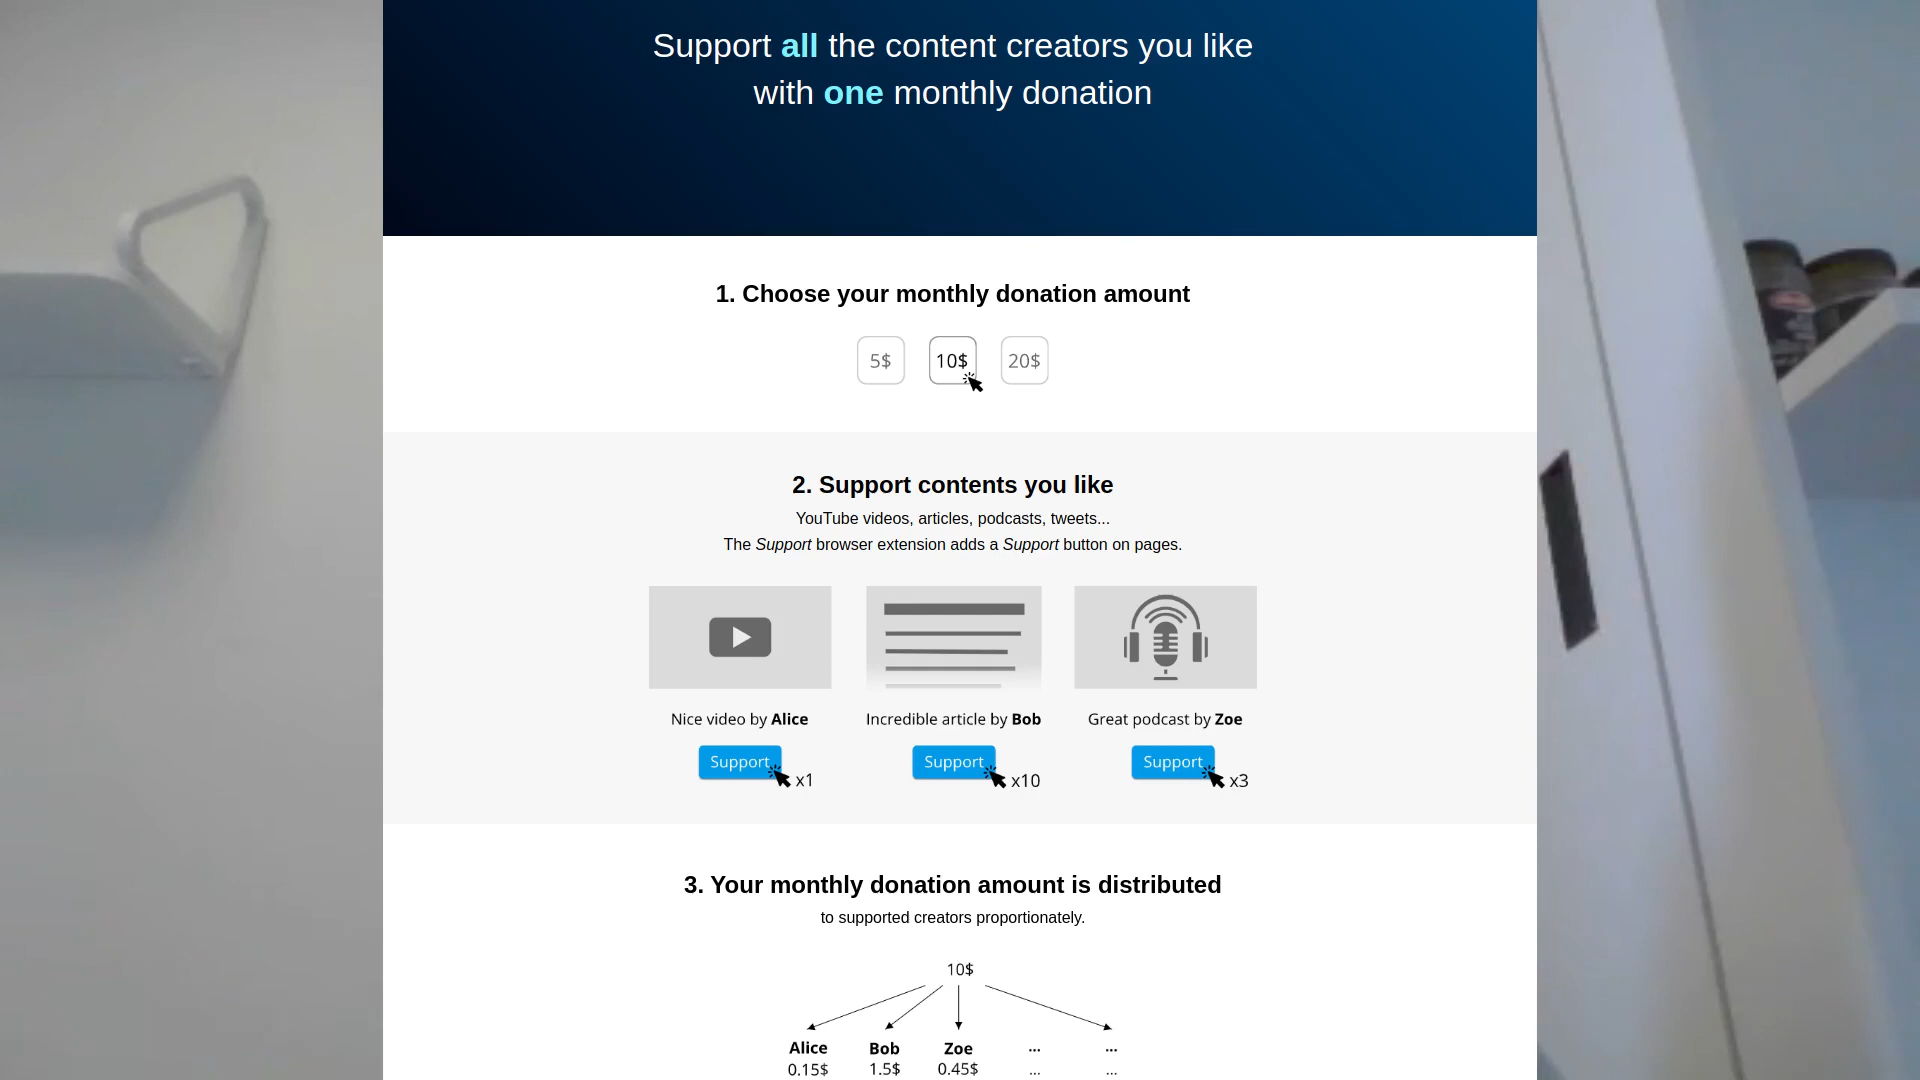 Support all the content creators you like
with one monthly donation
1. Choose your monthly donation amount
5$ 10$ 20$
2. Support contents you like
YouTube videos, articles, podcasts, tweets...
The Support browser extension adds a Support button on pages.
Nice video by Alice
Incredible article by Bob
Great podcast by Zoe
Support x1
Support x10
Support x3
3. Your monthly donation amount is distributed
to supported creators proportionately.
10$
Alice Bob Zoe ... ...
0.15$ 1.5$ 0.45$ ... ...